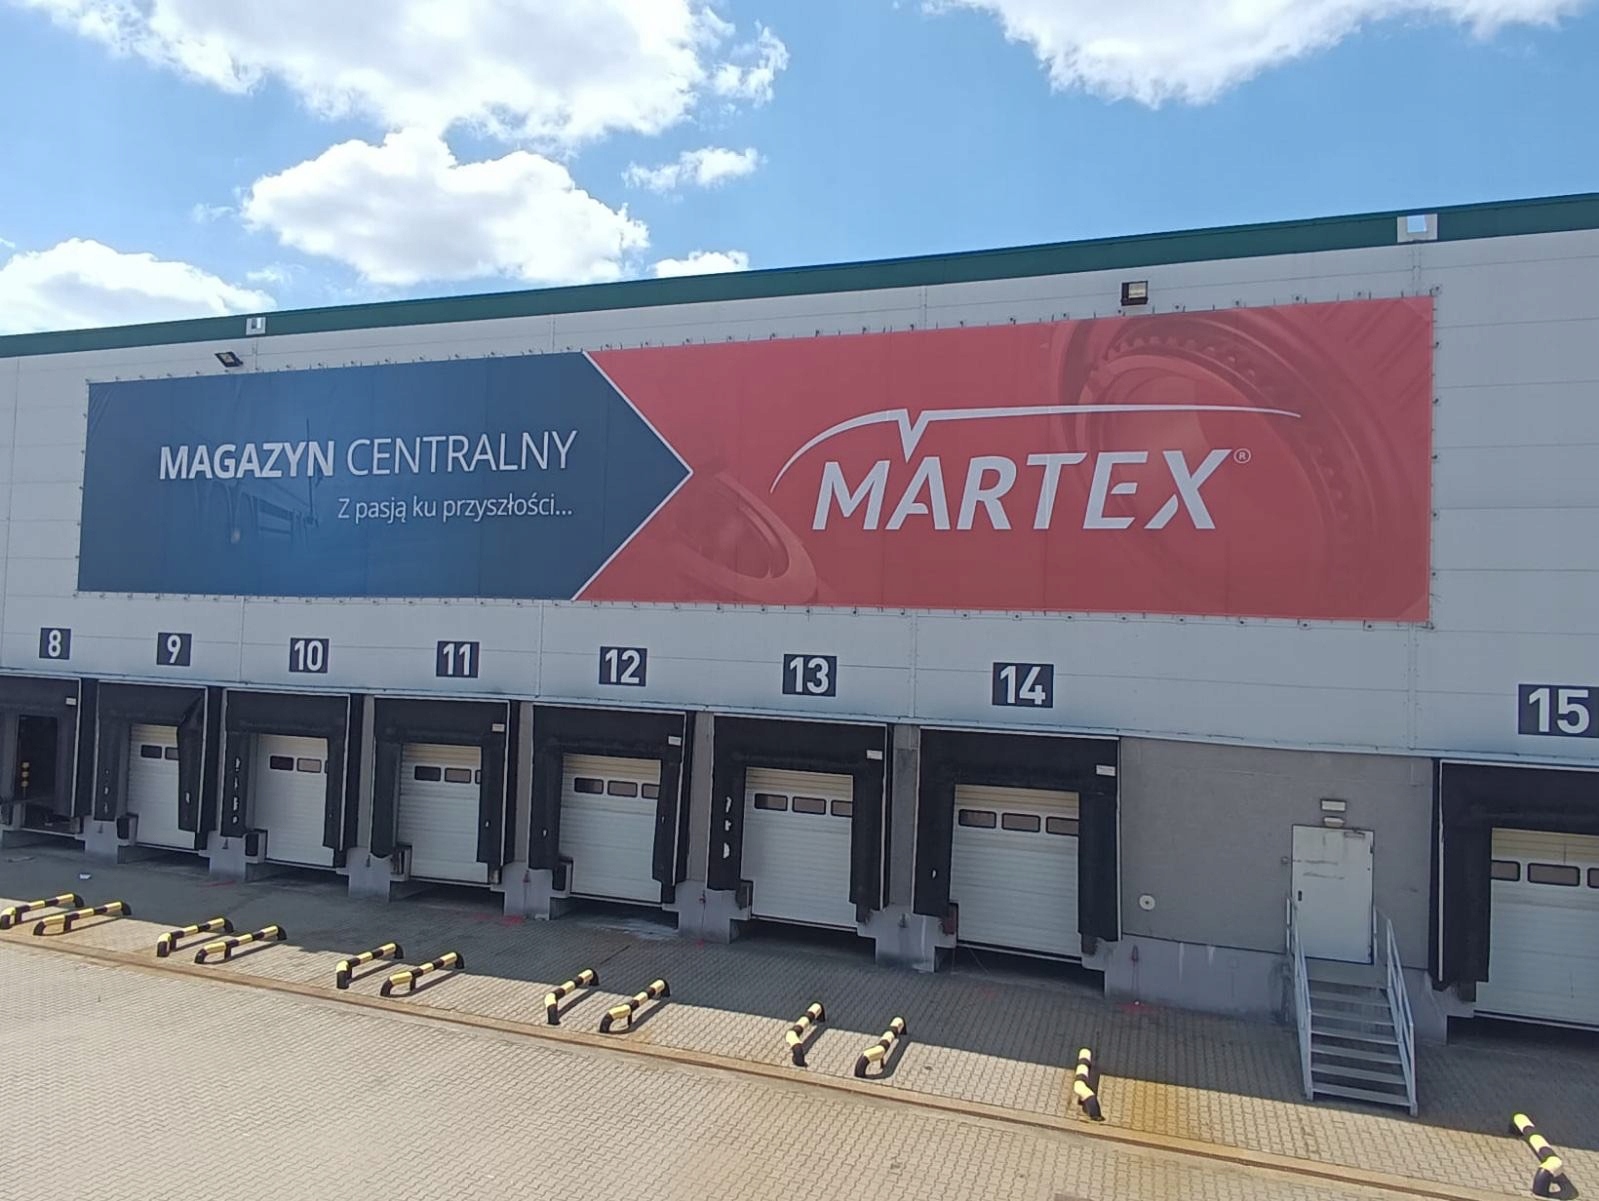 MAGAZYN CENTRALNY
Z pasją ku przyszłości...
MARTEX®
8
9
10
11
12
13
14
15